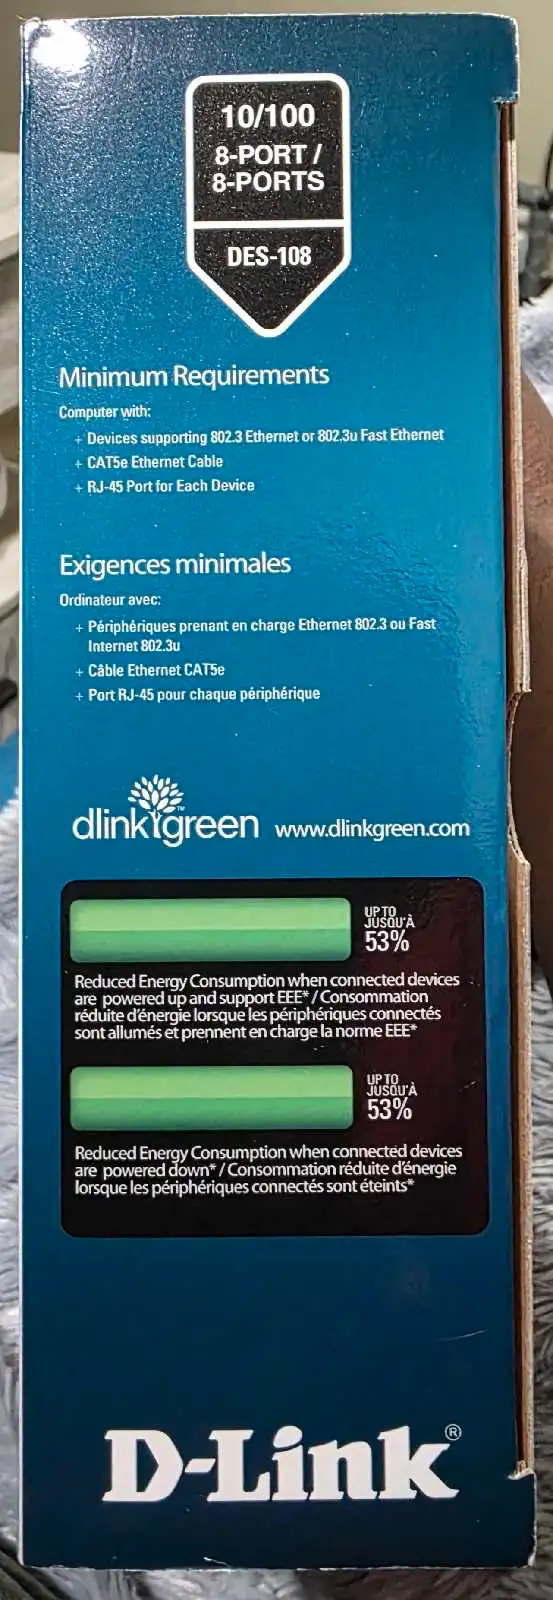 10/100
8-PORT /
8-PORTS
DES-108
Minimum Requirements
Computer with:
+ Devices supporting 802.3 Ethernet or 802.3u Fast Ethernet
+ CAT5e Ethernet Cable
+ RJ-45 Port for Each Device
Exigences minimales
Ordinateur avec:
+ Périphériques prenant en charge Ethernet 802.3 ou Fast
Internet 802.3u
+ Câble Ethernet CAT5e
+ Port RJ-45 pour chaque périphérique
dlinkgreen™ www.dlinkgreen.com
UP TO
JUSQU'À
53%
Reduced Energy Consumption when connected devices
are powered up and support EEE* / Consommation
réduite d'énergie lorsque les périphériques connectés
sont allumés et prennent en charge la norme EEE*
UP TO
JUSQU'À
53%
Reduced Energy Consumption when connected devices
are powered down* / Consommation réduite d'énergie
lorsque les périphériques connectés sont éteints*
D-Link®